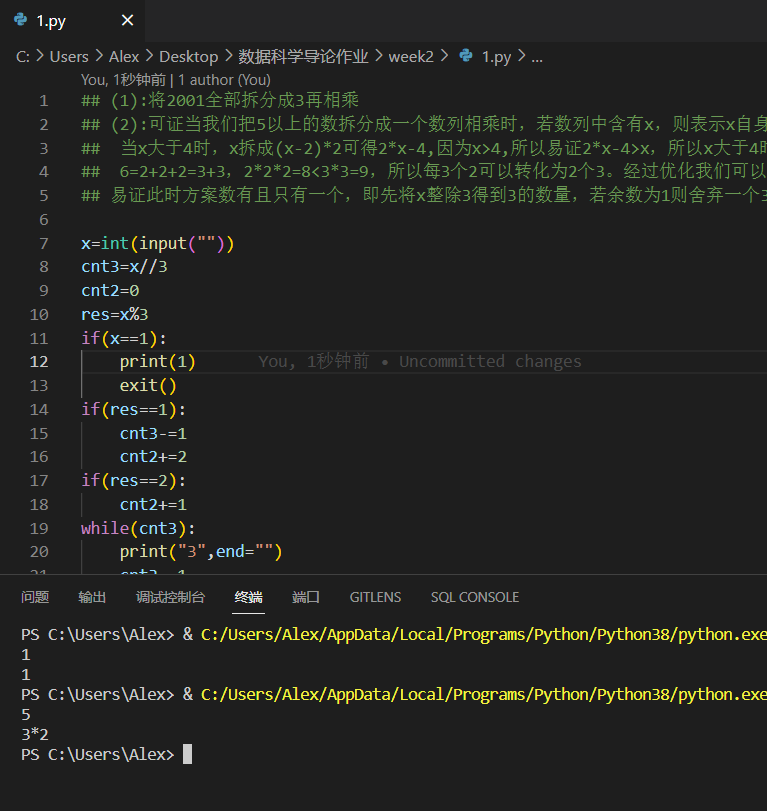 1.py
C: > Users > Alex > Desktop > 数据科学导论作业 > week2 > 1.py > ...
You, 1秒钟前 | 1 author (You)
1 ## (1):将2001全部拆分成3再相乘
2 ## (2):可证当我们把5以上的数拆分成一个数列相乘时，若数列中含有x，则表示x自身
3 ##  当x大于4时，x拆成(x-2)*2可得2*x-4,因为x>4,所以易证2*x-4>x，所以x大于4时
4 ##  6=2+2+2=3+3，2*2*2=8<3*3=9，所以每3个2可以转化为2个3。经过优化我们可以
5 ## 易证此时方案数有且只有一个，即先将x整除3得到3的数量，若余数为1则舍弃一个3
6
7 x=int(input(""))
8 cnt3=x//3
9 cnt2=0
10 res=x%3
11 if(x==1):
12     print(1) You, 1秒钟前 • Uncommitted changes
13     exit()
14 if(res==1):
15     cnt3-=1
16     cnt2+=2
17 if(res==2):
18     cnt2+=1
19 while(cnt3):
20     print("3",end="")
21     cnt3-=1
问题 输出 调试控制台 终端 端口 GITLENS SQL CONSOLE
PS C:\Users\Alex> & C:/Users/Alex/AppData/Local/Programs/Python/Python38/python.exe
1
1
PS C:\Users\Alex> & C:/Users/Alex/AppData/Local/Programs/Python/Python38/python.exe
5
3*2
PS C:\Users\Alex>